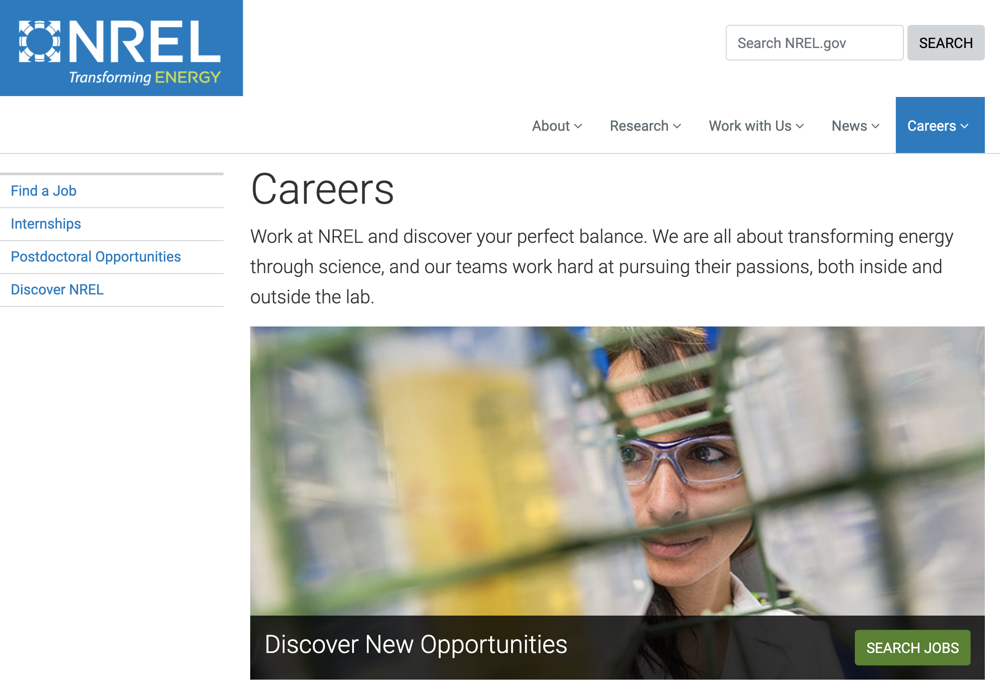 NREL
Transforming ENERGY
Search NREL.gov
SEARCH
About
Research
Work with Us
News
Careers
Find a Job
Internships
Postdoctoral Opportunities
Discover NREL
Careers
Work at NREL and discover your perfect balance. We are all about transforming energy
through science, and our teams work hard at pursuing their passions, both inside and
outside the lab.
Discover New Opportunities
SEARCH JOBS